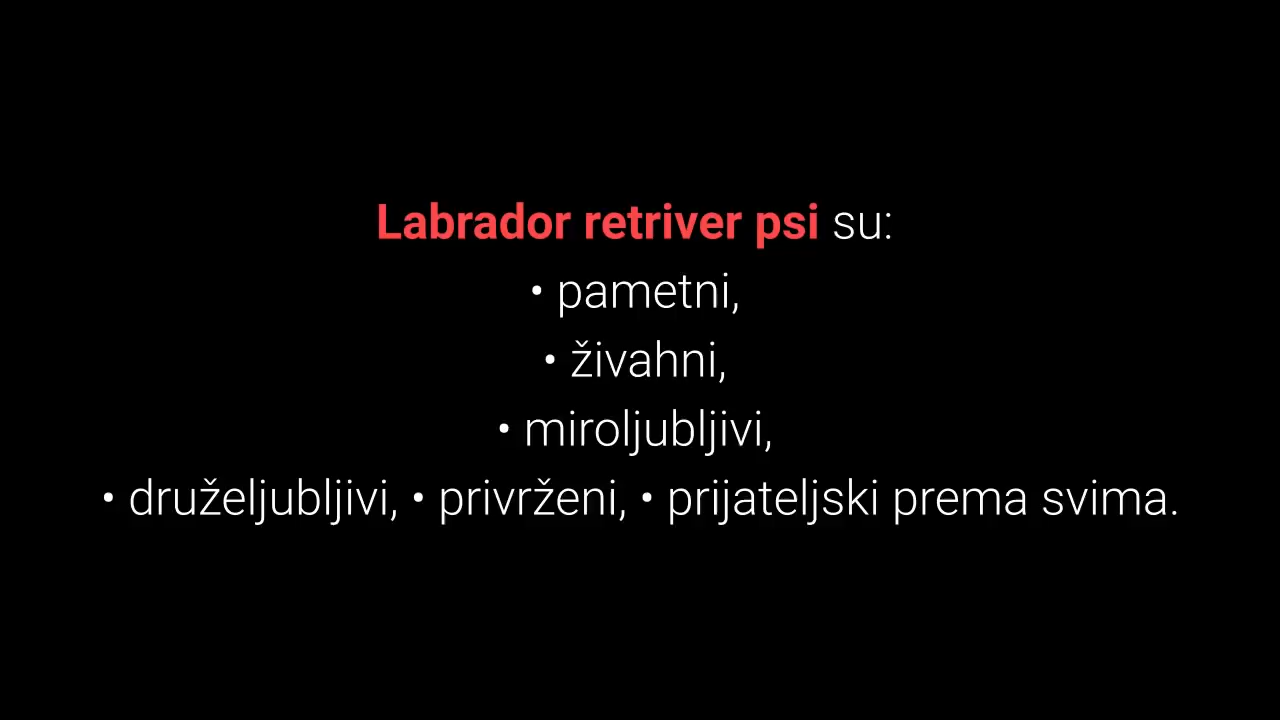 Labrador retriver psi su:
• pametni,
• živahni,
• miroljubljivi,
• druželjubljivi, • privrženi, • prijateljski prema svima.